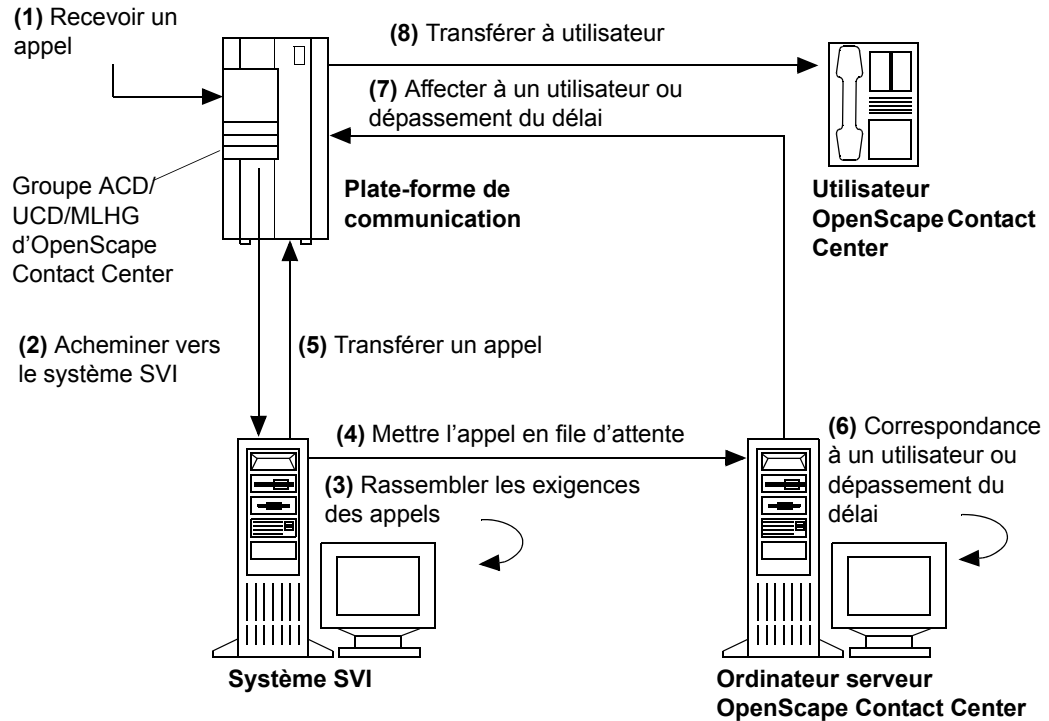 (1) Recevoir un
appel
(8) Transférer à utilisateur
(7) Affecter à un utilisateur ou
dépassement du délai
Groupe ACD/
UCD/MLHG
d'OpenScape
Contact Center
Plate-forme de
communication
Utilisateur
OpenScape Contact
Center
(2) Acheminer vers
le système SVI
(5) Transférer un appel
(4) Mettre l'appel en file d'attente
(3) Rassembler les exigences
des appels
(6) Correspondance
à un utilisateur ou
dépassement du
délai
Système SVI
Ordinateur serveur
OpenScape Contact Center